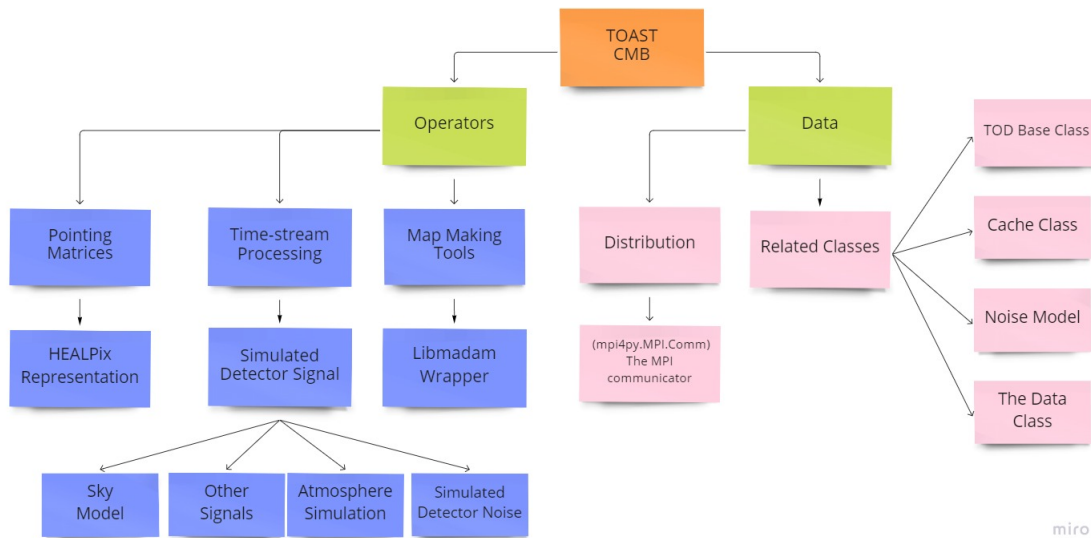 TOAST
CMB
Operators
Data
TOD Base Class
Pointing
Matrices
Time-stream
Processing
Map Making
Tools
Distribution
Related Classes
Cache Class
Noise Model
HEALPix
Representation
Simulated
Detector Signal
Libmadam
Wrapper
(mpi4py.MPI.Comm)
The MPI
communicator
The Data
Class
Sky
Model
Other
Signals
Atmosphere
Simulation
Simulated
Detector Noise
miro